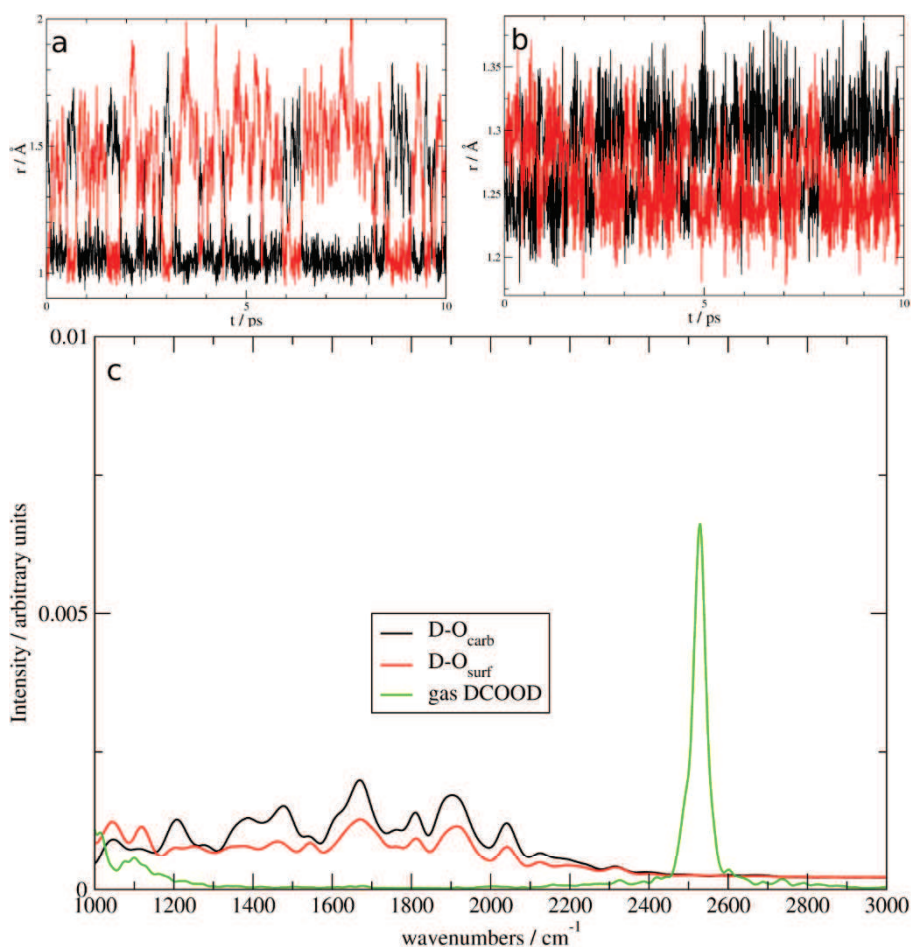 a
2
1.5
1
r / Å
0
5
10
t / ps
b
1.35
1.3
1.25
1.2
r / Å
0
5
10
t / ps
c
0.01
0.005
0
Intensity / arbitrary units
D-O_carb
D-O_surf
gas DCOOD
1000 1200 1400 1600 1800 2000 2200 2400 2600 2800 3000
wavenumbers / cm⁻¹